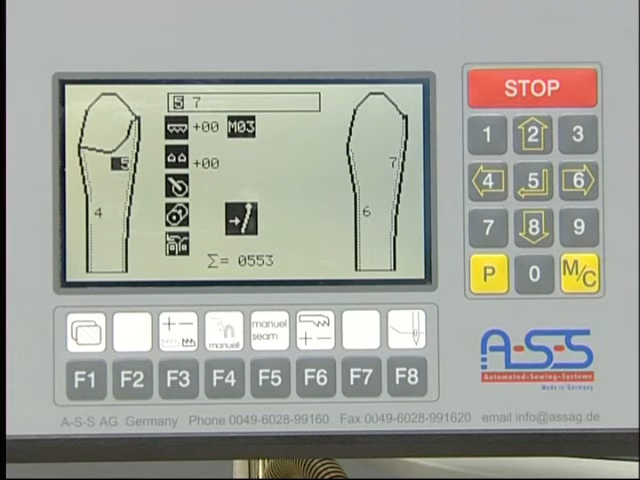 5 7
+00 M03
5
+00
7
4
6
Σ= 0553
STOP
1 2 3
4 5 6
7 8 9
P 0 M/C
manuell
manuel
seam
F1 F2 F3 F4 F5 F6 F7 F8
A-S-S
Automated-Sewing-Systems
Made in Germany
A-S-S AG Germany Phone 0049-6028-99160 Fax 0049-6028-991620 email info@assag.de